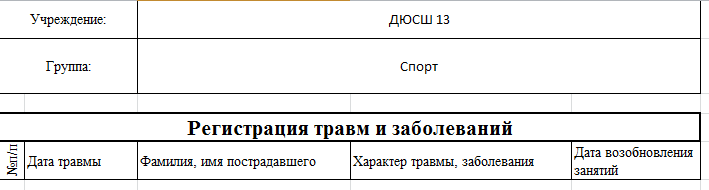 Учреждение: ДЮСШ 13
Группа: Спорт
Регистрация травм и заболеваний
№п/п Дата травмы Фамилия, имя пострадавшего Характер травмы, заболевания Дата возобновления
занятий